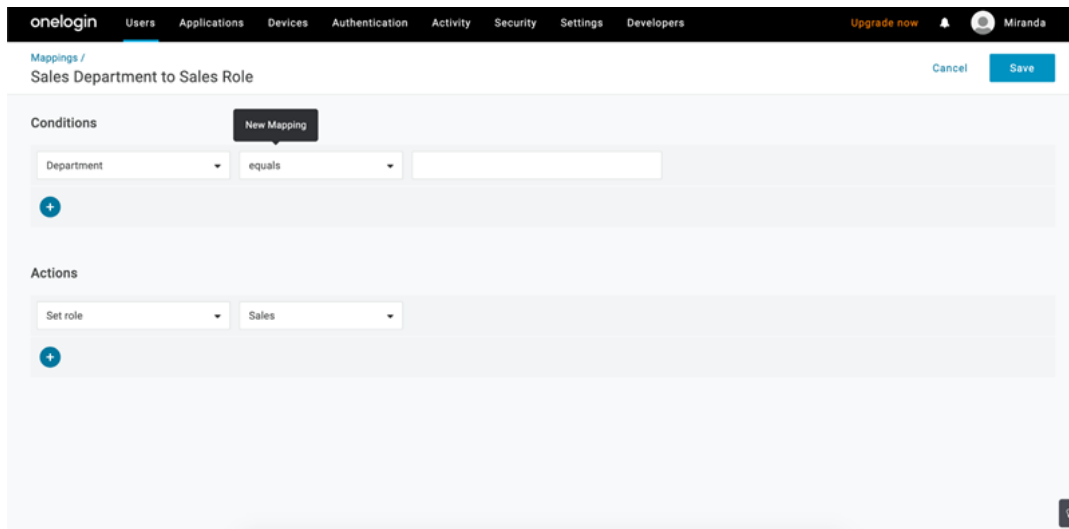 onelogin Users Applications Devices Authentication Activity Security Settings Developers Upgrade now Miranda
Mappings /
Sales Department to Sales Role
Cancel Save
Conditions
New Mapping
Department equals
Actions
Set role Sales